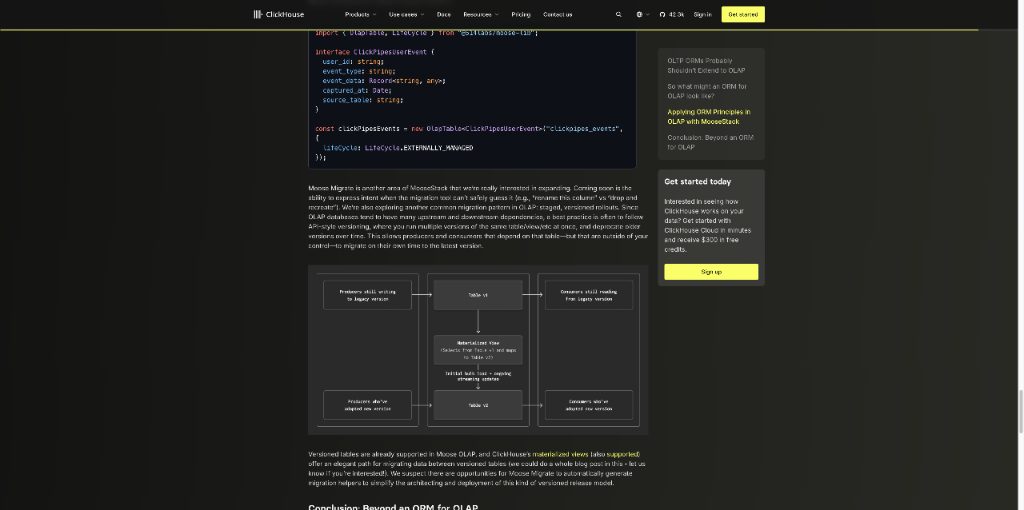 ClickHouse
Products
Use cases
Docs
Resources
Pricing
Contact us
42.3k
Sign in
Get started
import { OlapTable, LifeCycle } from "@514labs/moose-lib";
interface ClickPipesUserEvent {
user_id: string;
event_type: string;
event_data: Record<string, any>;
captured_at: Date;
source_table: string;
}
const clickPipesEvents = new OlapTable<ClickPipesUserEvent>("clickpipes_events",
{
lifeCycle: LifeCycle.EXTERNALLY_MANAGED
});
Moose Migrate is another area of MooseStack that we're really interested in expanding. Coming soon is the
ability to express intent when the migration tool can't safely guess it (e.g., "rename this column" vs "drop and
recreate"). We're also exploring another common migration pattern in OLAP: staged, versioned rollouts. Since
OLAP databases tend to have many upstream and downstream dependencies, a best practice is often to follow
API-style versioning, where you run multiple versions of the same table/view/etc at once, and deprecate older
versions over time. This allows producers and consumers that depend on that table—but that are outside of your
control—to migrate on their own time to the latest version.
Producers still writing
to legacy version
Table v1
Consumers still reading
from legacy version
Materialized View
(Selects from Table v1 and maps
to Table v2)
Initial bulk load + ongoing
streaming updates
Producers who've
adopted new version
Table v2
Consumers who've
adopted new version
Versioned tables are already supported in Moose OLAP, and ClickHouse's materialized views (also supported)
offer an elegant path for migrating data between versioned tables (we could do a whole blog post in this - let us
know if you're interested!). We suspect there are opportunities for Moose Migrate to automatically generate
migration helpers to simplify the architecting and deployment of this kind of versioned release model.
Conclusion: Beyond an ORM for OLAP
OLTP ORMs Probably
Shouldn't Extend to OLAP
So what might an ORM for
OLAP look like?
Applying ORM Principles in
OLAP with MooseStack
Conclusion: Beyond an ORM
for OLAP
Get started today
Interested in seeing how
ClickHouse works on your
data? Get started with
ClickHouse Cloud in minutes
and receive $300 in free
credits.
Sign up